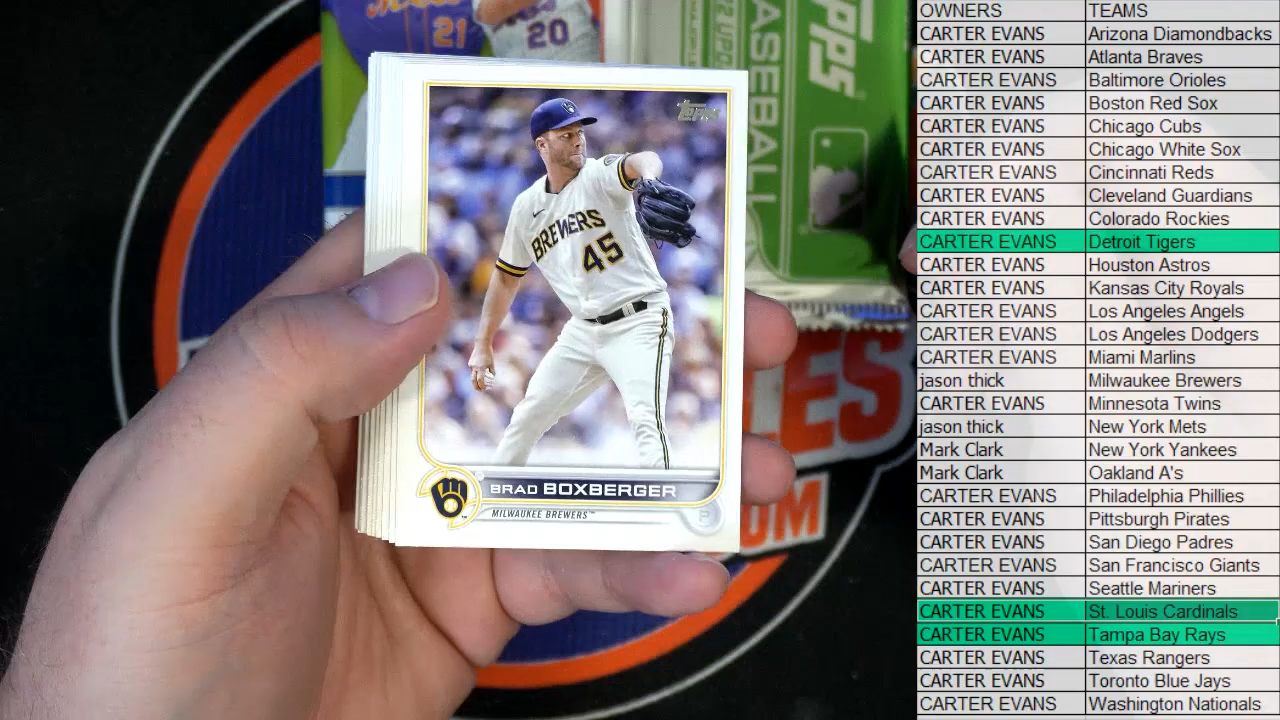 21
20
TOPPS
BASEBALL
Topps
BREWERS
45
BRAD BOXBERGER
MILWAUKEE BREWERS™
OWNERS TEAMS
CARTER EVANS Arizona Diamondbacks
CARTER EVANS Atlanta Braves
CARTER EVANS Baltimore Orioles
CARTER EVANS Boston Red Sox
CARTER EVANS Chicago Cubs
CARTER EVANS Chicago White Sox
CARTER EVANS Cincinnati Reds
CARTER EVANS Cleveland Guardians
CARTER EVANS Colorado Rockies
CARTER EVANS Detroit Tigers
CARTER EVANS Houston Astros
CARTER EVANS Kansas City Royals
CARTER EVANS Los Angeles Angels
CARTER EVANS Los Angeles Dodgers
CARTER EVANS Miami Marlins
jason thick Milwaukee Brewers
CARTER EVANS Minnesota Twins
jason thick New York Mets
Mark Clark New York Yankees
Mark Clark Oakland A's
CARTER EVANS Philadelphia Phillies
CARTER EVANS Pittsburgh Pirates
CARTER EVANS San Diego Padres
CARTER EVANS San Francisco Giants
CARTER EVANS Seattle Mariners
CARTER EVANS St. Louis Cardinals
CARTER EVANS Tampa Bay Rays
CARTER EVANS Texas Rangers
CARTER EVANS Toronto Blue Jays
CARTER EVANS Washington Nationals